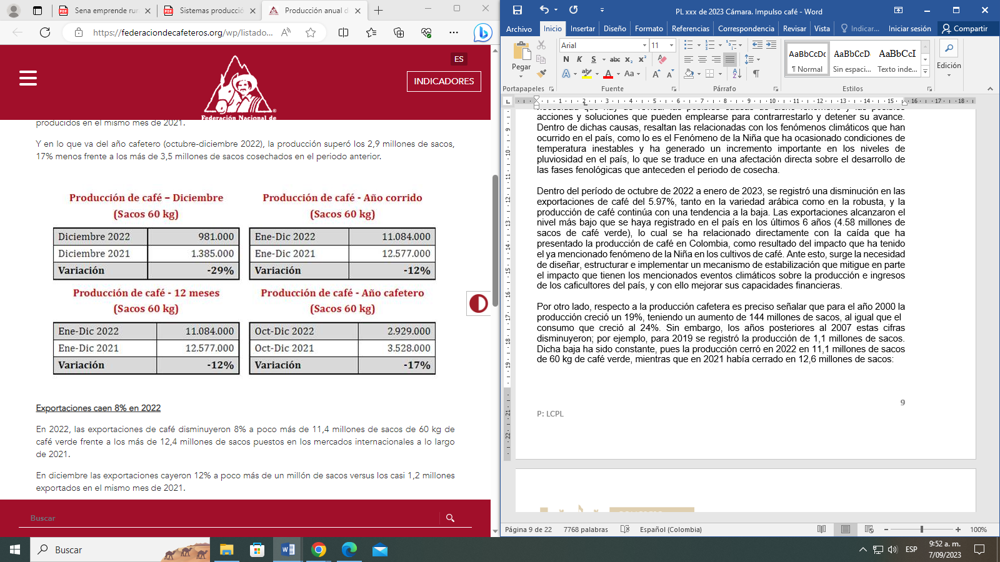 Sena emprende rur
Sistemas producció
Producción anual d
https://federaciondecafeteros.org/wp/listado...
ES
INDICADORES
Federación Nacional de
producidos en el mismo mes de 2021.
Y en lo que va del año cafetero (octubre-diciembre 2022), la producción superó los 2,9 millones de sacos,
17% menos frente a los más de 3,5 millones de sacos cosechados en el periodo anterior.
Producción de café – Diciembre
(Sacos 60 kg)
Diciembre 2022 981.000
Diciembre 2021 1.385.000
Variación -29%
Producción de café - Año corrido
(Sacos 60 kg)
Ene-Dic 2022 11.084.000
Ene-Dic 2021 12.577.000
Variación -12%
Producción de café - 12 meses
(Sacos 60 kg)
Ene-Dic 2022 11.084.000
Ene-Dic 2021 12.577.000
Variación -12%
Producción de café - Año cafetero
(Sacos 60 kg)
Oct-Dic 2022 2.929.000
Oct-Dic 2021 3.528.000
Variación -17%
Exportaciones caen 8% en 2022
En 2022, las exportaciones de café disminuyeron 8% a poco más de 11,4 millones de sacos de 60 kg de
café verde frente a los más de 12,4 millones de sacos puestos en los mercados internacionales a lo largo
de 2021.
En diciembre las exportaciones cayeron 12% a poco más de un millón de sacos versus los casi 1,2 millones
exportados en el mismo mes de 2021.
Buscar
PL xxx de 2023 Cámara. Impulso café - Word
Archivo Inicio Insertar Diseño Formato Referencias Correspondencia Revisar Vista Indicar... Iniciar sesión Compartir
Pegar
Portapapeles
Arial 11
N K S abc x₂ x²
A ab A Aa A A
Fuente
Párrafo
AaBbCcDc AaBbCcD AaBbCcI
¶ Normal Sin espaci... Texto inde...
Estilos
Edición
1 2 3 4 5 6 7 8 9 10 11 12 13 14 15 16 17 18
acciones y soluciones que pueden emplearse para contrarrestarlo y detener su avance.
Dentro de dichas causas, resaltan las relacionadas con los fenómenos climáticos que han
ocurrido en el país, como lo es el Fenómeno de la Niña que ha ocasionado condiciones de
temperatura inestables y ha generado un incremento importante en los niveles de
pluviosidad en el país, lo que se traduce en una afectación directa sobre el desarrollo de
las fases fenológicas que anteceden el periodo de cosecha.
Dentro del período de octubre de 2022 a enero de 2023, se registró una disminución en las
exportaciones de café del 5.97%, tanto en la variedad arábica como en la robusta, y la
producción de café continúa con una tendencia a la baja. Las exportaciones alcanzaron el
nivel más bajo que se haya registrado en el país en los últimos 6 años (4.58 millones de
sacos de café verde), lo cual se ha relacionado directamente con la caída que ha
presentado la producción de café en Colombia, como resultado del impacto que ha tenido
el ya mencionado fenómeno de la Niña en los cultivos de café. Ante esto, surge la necesidad
de diseñar, estructurar e implementar un mecanismo de estabilización que mitigue en parte
el impacto que tienen los mencionados eventos climáticos sobre la producción e ingresos
de los caficultores del país, y con ello mejorar sus capacidades financieras.
Por otro lado, respecto a la producción cafetera es preciso señalar que para el año 2000 la
producción creció un 19%, teniendo un aumento de 144 millones de sacos, al igual que el
consumo que creció al 24%. Sin embargo, los años posteriores al 2007 estas cifras
disminuyeron; por ejemplo, para 2019 se registró la producción de 1,1 millones de sacos.
Dicha baja ha sido constante, pues la producción cerró en 2022 en 11,1 millones de sacos
de 60 kg de café verde, mientras que en 2021 había cerrado en 12,6 millones de sacos:
9
P: LCPL
Página 9 de 22 7768 palabras Español (Colombia) 100%
Buscar
ESP
9:52 a. m.
7/09/2023